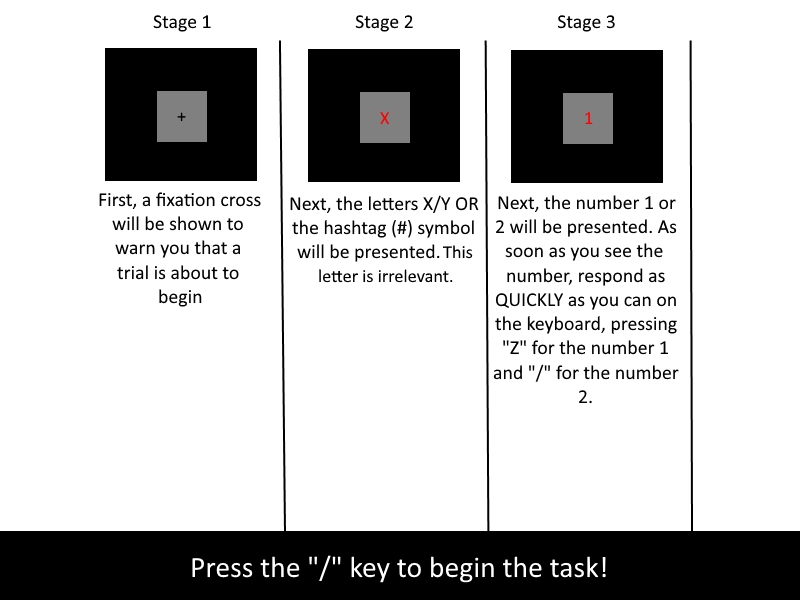 Stage 1
+
First, a fixation cross
will be shown to
warn you that a
trial is about to
begin
Stage 2
X
Next, the letters X/Y OR
the hashtag (#) symbol
will be presented. This
letter is irrelevant.
Stage 3
1
Next, the number 1 or
2 will be presented. As
soon as you see the
number, respond as
QUICKLY as you can on
the keyboard, pressing
"Z" for the number 1
and "/" for the number
2.
Press the "/" key to begin the task!